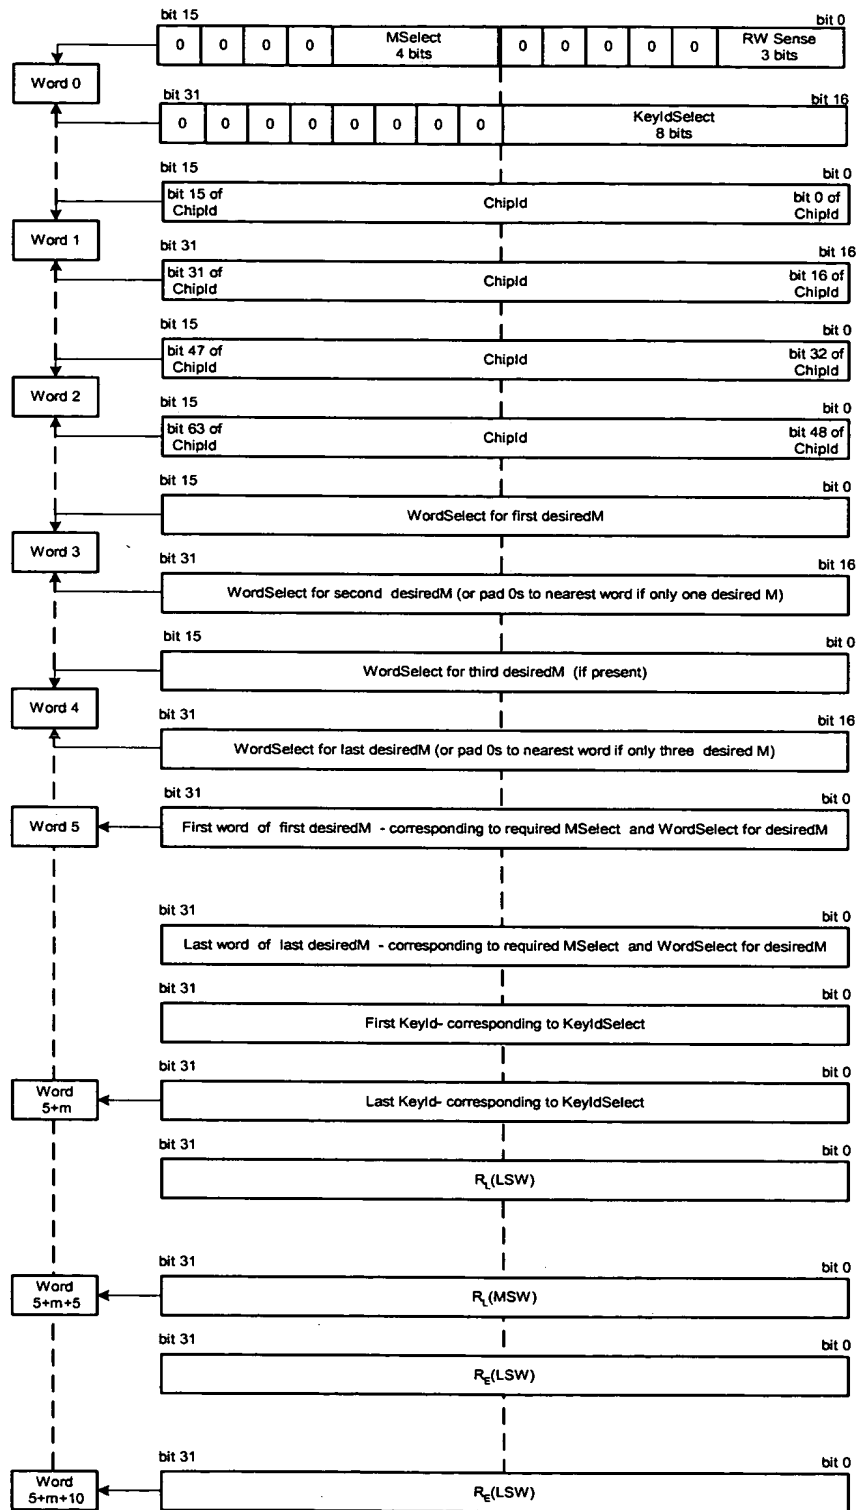 bit 15
bit 0
0 0 0 0 MSelect 0 0 0 0 0 RW Sense
4 bits 3 bits
Word 0
bit 31
bit 16
0 0 0 0 0 0 0 0 KeyIdSelect
8 bits
bit 15
bit 0
bit 15 of ChipId bit 0 of
ChipId ChipId
Word 1
bit 31
bit 16
bit 31 of ChipId bit 16 of
ChipId ChipId
bit 15
bit 0
bit 47 of ChipId bit 32 of
ChipId ChipId
Word 2
bit 15
bit 0
bit 63 of ChipId bit 48 of
ChipId ChipId
bit 15
bit 0
WordSelect for first desiredM
Word 3
bit 31
bit 16
WordSelect for second desiredM (or pad 0s to nearest word if only one desired M)
bit 15
bit 0
WordSelect for third desiredM (if present)
Word 4
bit 31
bit 16
WordSelect for last desiredM (or pad 0s to nearest word if only three desired M)
bit 31
bit 0
Word 5
First word of first desiredM - corresponding to required MSelect and WordSelect for desiredM
bit 31
bit 0
Last word of last desiredM - corresponding to required MSelect and WordSelect for desiredM
bit 31
bit 0
First KeyId- corresponding to KeyIdSelect
bit 31
bit 0
Word
5+m
Last KeyId- corresponding to KeyIdSelect
bit 31
bit 0
R_L(LSW)
bit 31
bit 0
Word
5+m+5
R_L(MSW)
bit 31
bit 0
R_E(LSW)
bit 31
bit 0
Word
5+m+10
R_E(LSW)